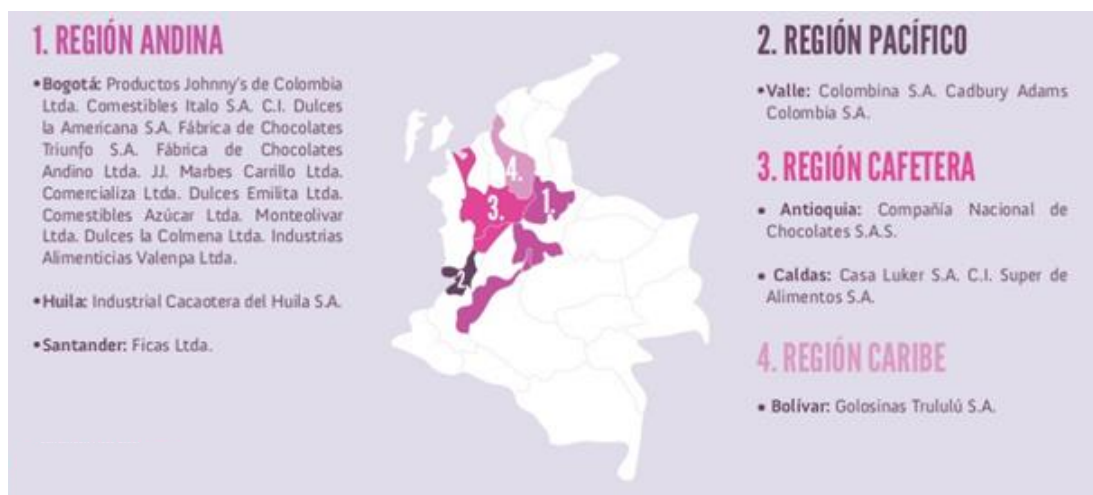 1. REGIÓN ANDINA
•Bogotá: Productos Johnny's de Colombia
Ltda. Comestibles Italo S.A. C.I. Dulces
la Americana S.A. Fábrica de Chocolates
Triunfo S.A. Fábrica de Chocolates
Andino Ltda. JJ. Marbes Carrillo Ltda.
Comercializa Ltda. Dulces Emilita Ltda.
Comestibles Azúcar Ltda. Monteolivar
Ltda. Dulces la Colmena Ltda. Industrias
Alimenticias Valenpa Ltda.
•Huila: Industrial Cacaotera del Huila S.A.
•Santander: Ficas Ltda.
4.
3.
1.
2.
2. REGIÓN PACÍFICO
•Valle: Colombina S.A. Cadbury Adams
Colombia S.A.
3. REGIÓN CAFETERA
• Antioquia: Compañia Nacional de
Chocolates S.A.S.
• Caldas: Casa Luker S.A. C.I. Super de
Alimentos S.A.
4. REGIÓN CARIBE
• Bolívar: Golosinas Trululú S.A.